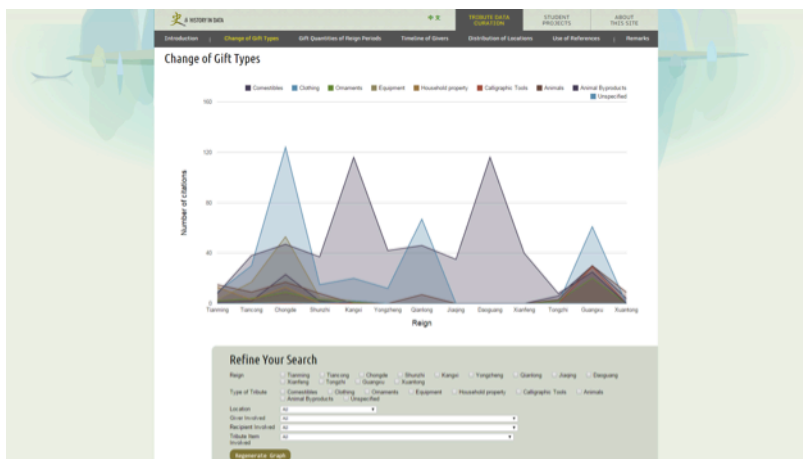 史 A HISTORY IN DATA
中文
TRIBUTE DATA CURATION
STUDENT PROJECTS
ABOUT THIS SITE
Introduction | Change of Gift Types Gift Quantities of Reign Periods Timeline of Givers Distribution of Locations Use of References | Remarks
Change of Gift Types
Comestibles Clothing Ornaments Equipment Household property Calligraphic Tools Animals Animal Byproducts
Unspecified
160
120
80
40
0
Number of citations
Tianming Tiancong Chongde Shunzhi Kangxi Yongzheng Qianlong Jiaqing Daoguang Xianfeng Tongzhi Guangxu Xuantong
Reign
Refine Your Search
Reign Tianming Tiancong Chongde Shunzhi Kangxi Yongzheng Qianlong Jiaqing Daoguang
Xianfeng Tongzhi Guangxu Xuantong
Type of Tribute Comestibles Clothing Ornaments Equipment Household property Calligraphic Tools Animals
Animal Byproducts Unspecified
Location All
Giver Involved All
Recipient Involved All
Tribute Item Involved All
Regenerate Graph